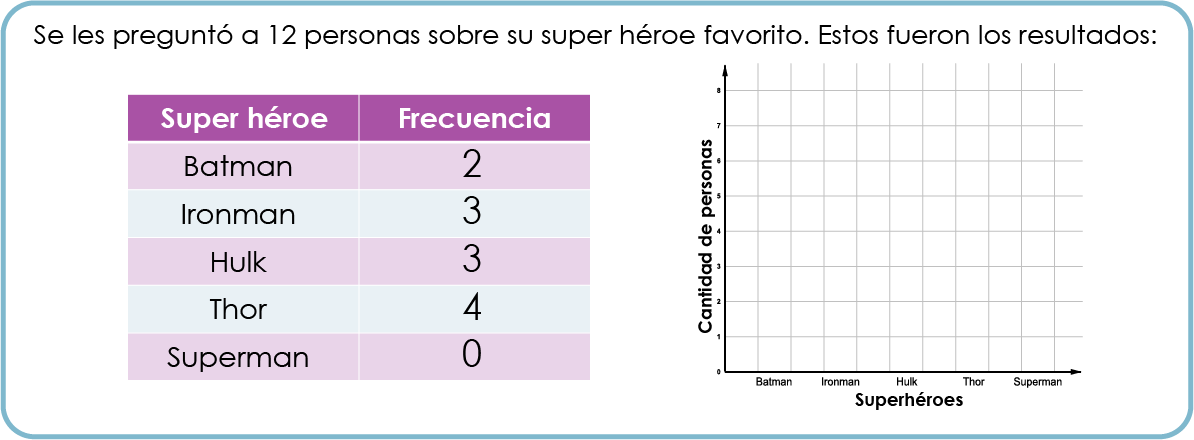 Se les preguntó a 12 personas sobre su super héroe favorito. Estos fueron los resultados:
Super héroe Frecuencia
Batman 2
Ironman 3
Hulk 3
Thor 4
Superman 0
Cantidad de personas
8
7
6
5
4
3
2
1
0
Batman Ironman Hulk Thor Superman
Superhéroes